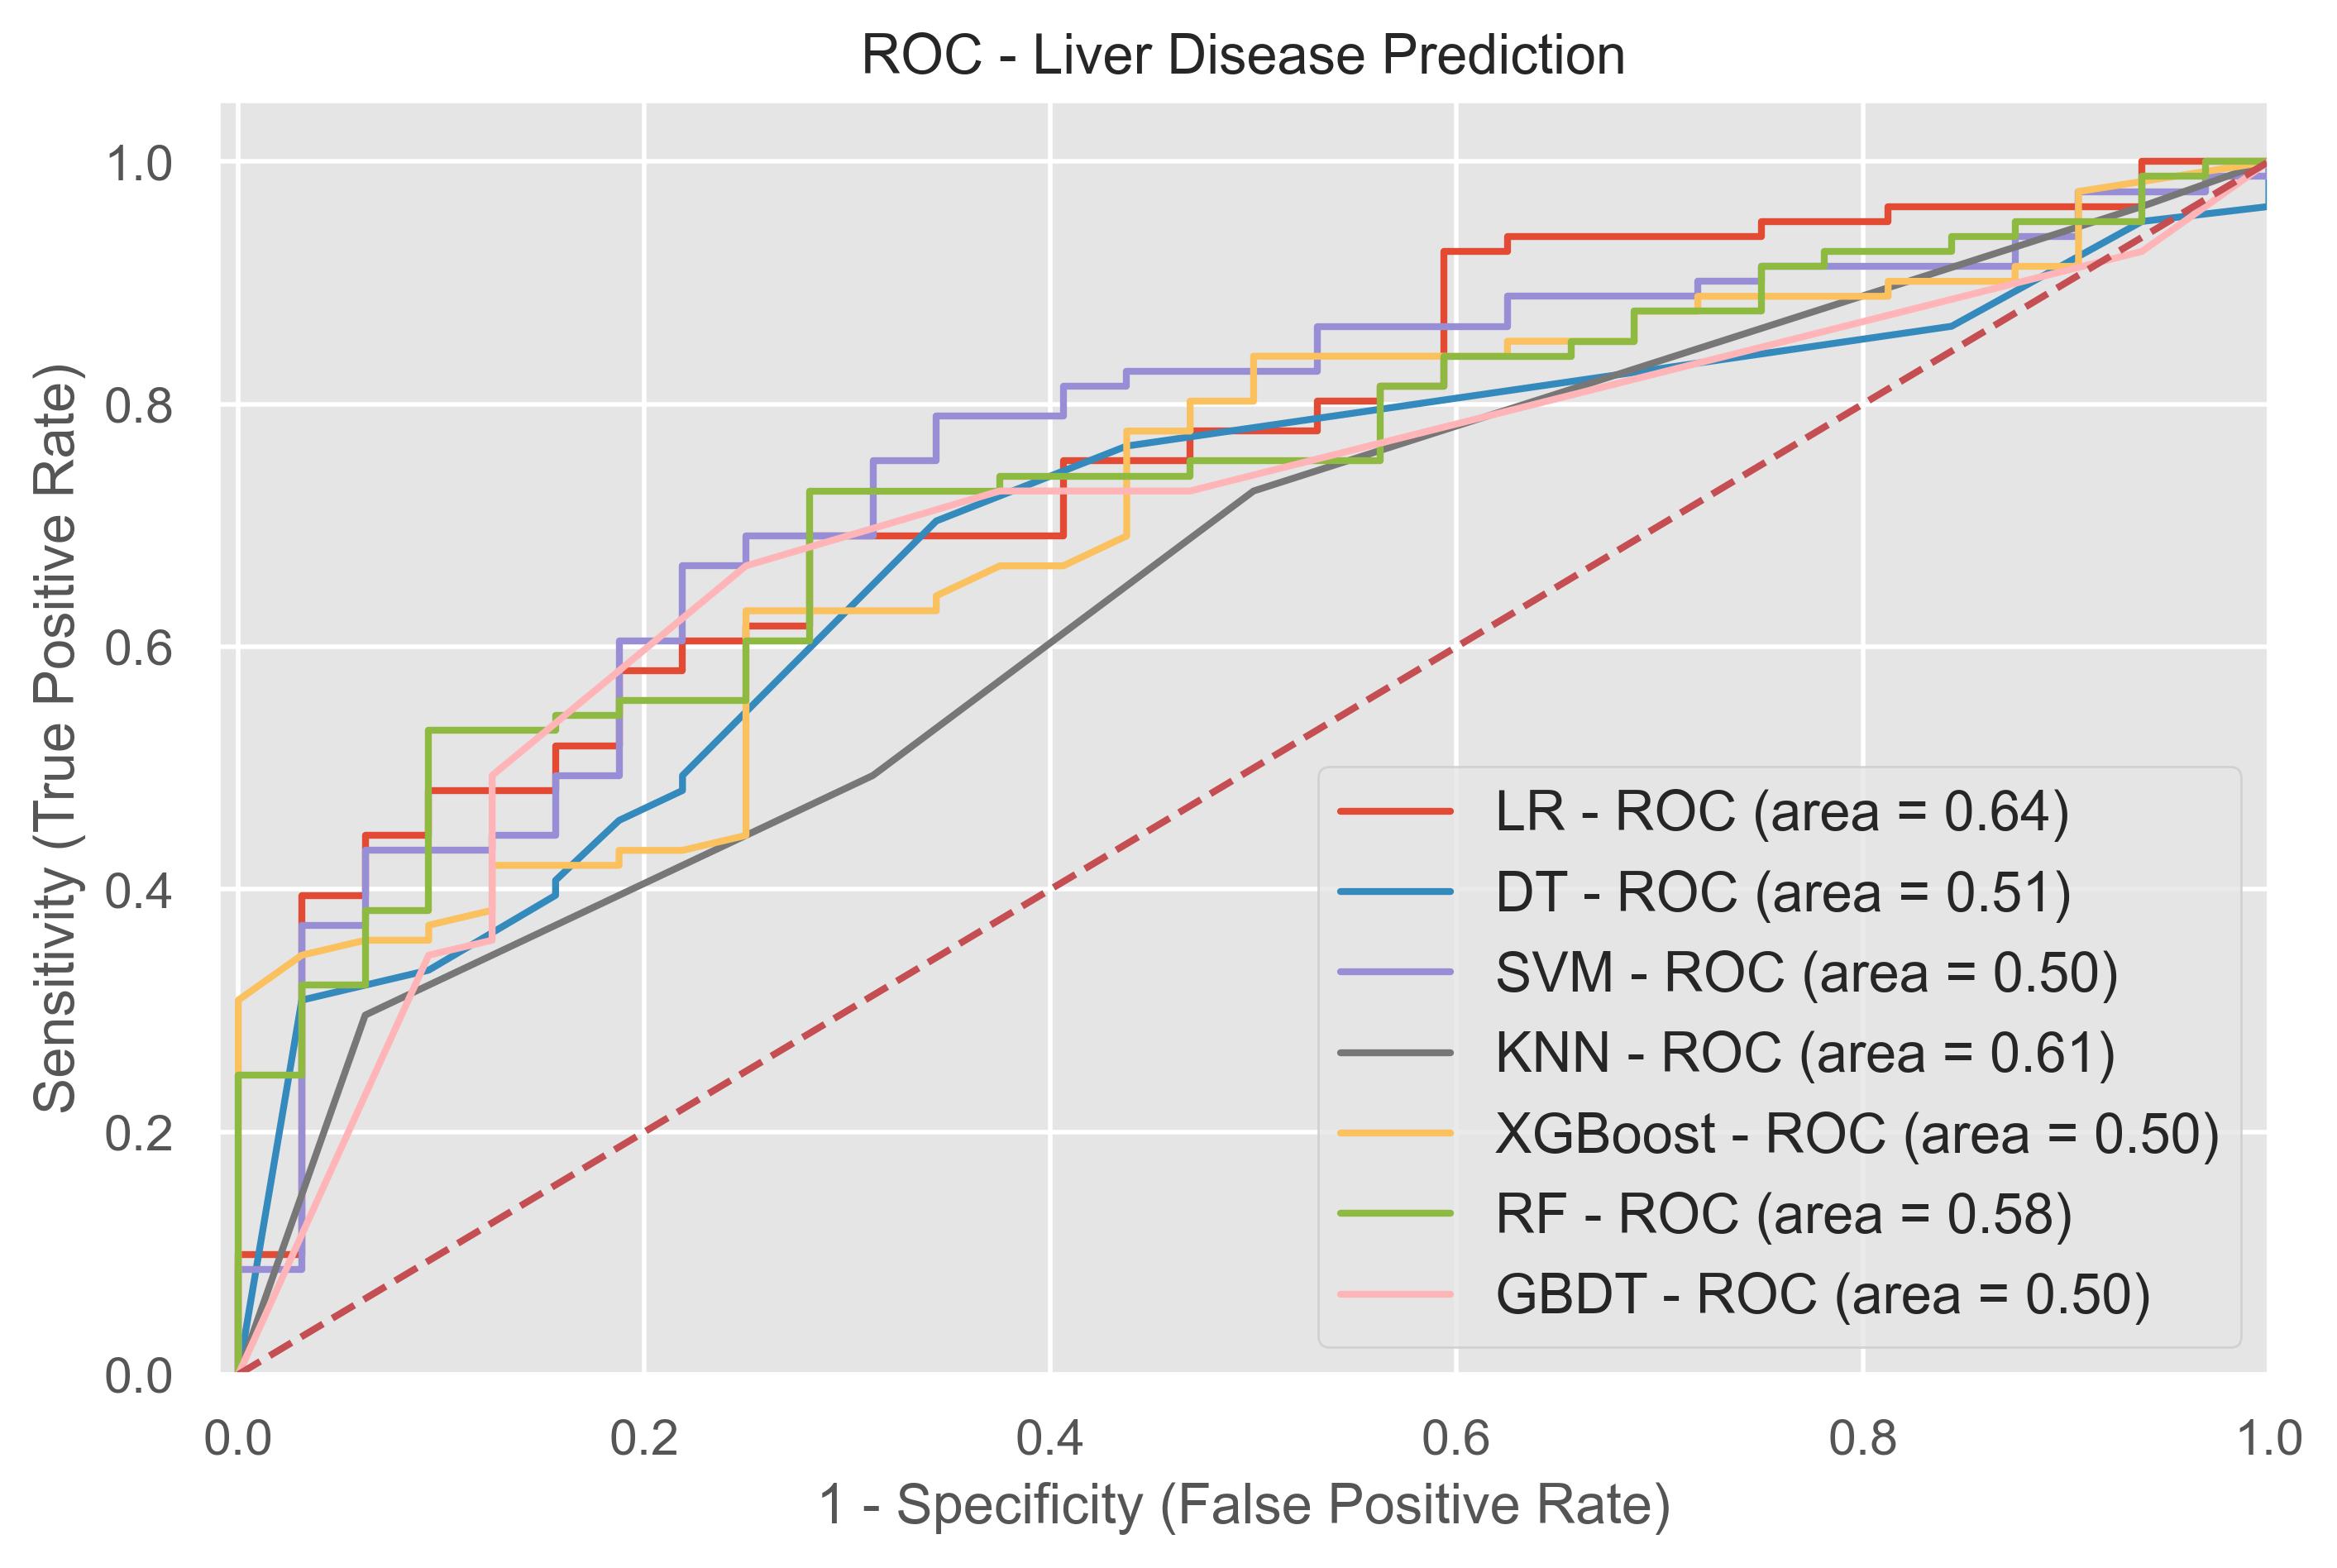 ROC - Liver Disease Prediction
Sensitivity (True Positive Rate)
1.0
0.8
0.6
0.4
0.2
0.0
LR - ROC (area = 0.64)
DT - ROC (area = 0.51)
SVM - ROC (area = 0.50)
KNN - ROC (area = 0.61)
XGBoost - ROC (area = 0.50)
RF - ROC (area = 0.58)
GBDT - ROC (area = 0.50)
0.0 0.2 0.4 0.6 0.8 1.0
1 - Specificity (False Positive Rate)